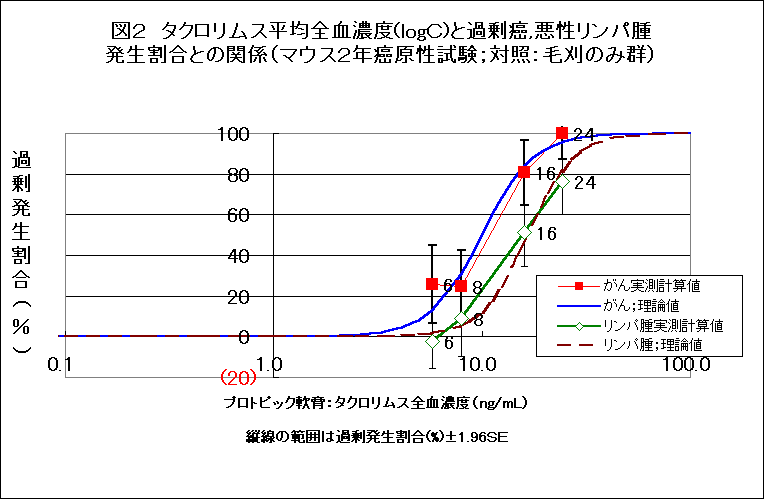 図2 タクロリムス平均全血濃度(logC)と過剰癌,悪性リンパ腫
発生割合との関係(マウス2年癌原性試験;対照:毛刈のみ群)
過剰発生割合(%)
100
80
60
40
20
0
(20)
0.1
1.0
10.0
100.0
6
8
16
24
6
8
16
24
がん実測計算値
がん;理論値
リンパ腫実測計算値
リンパ腫;理論値
プロトピック軟膏:タクロリムス全血濃度(ng/mL)
縦線の範囲は過剰発生割合(%)±1.96SE